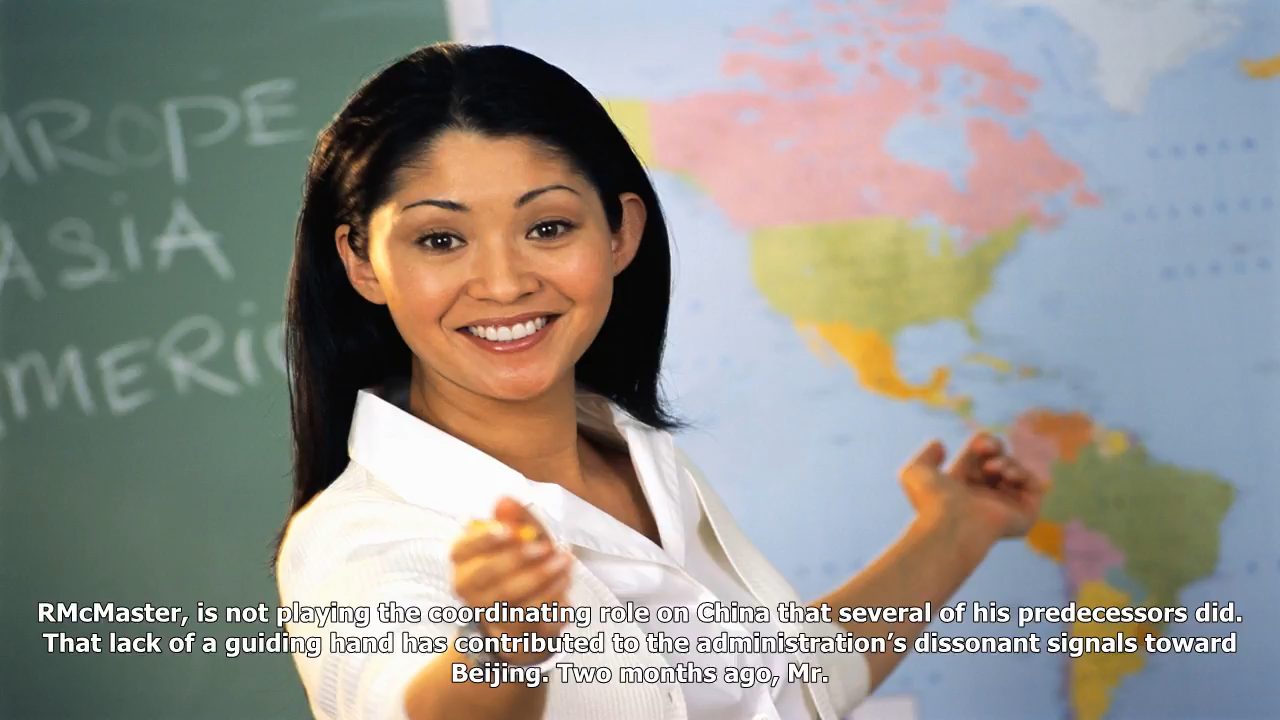 UROPE
ASiA
AMERIC
RMcMaster, is not playing the coordinating role on China that several of his predecessors did.
That lack of a guiding hand has contributed to the administration’s dissonant signals toward
Beijing. Two months ago, Mr.